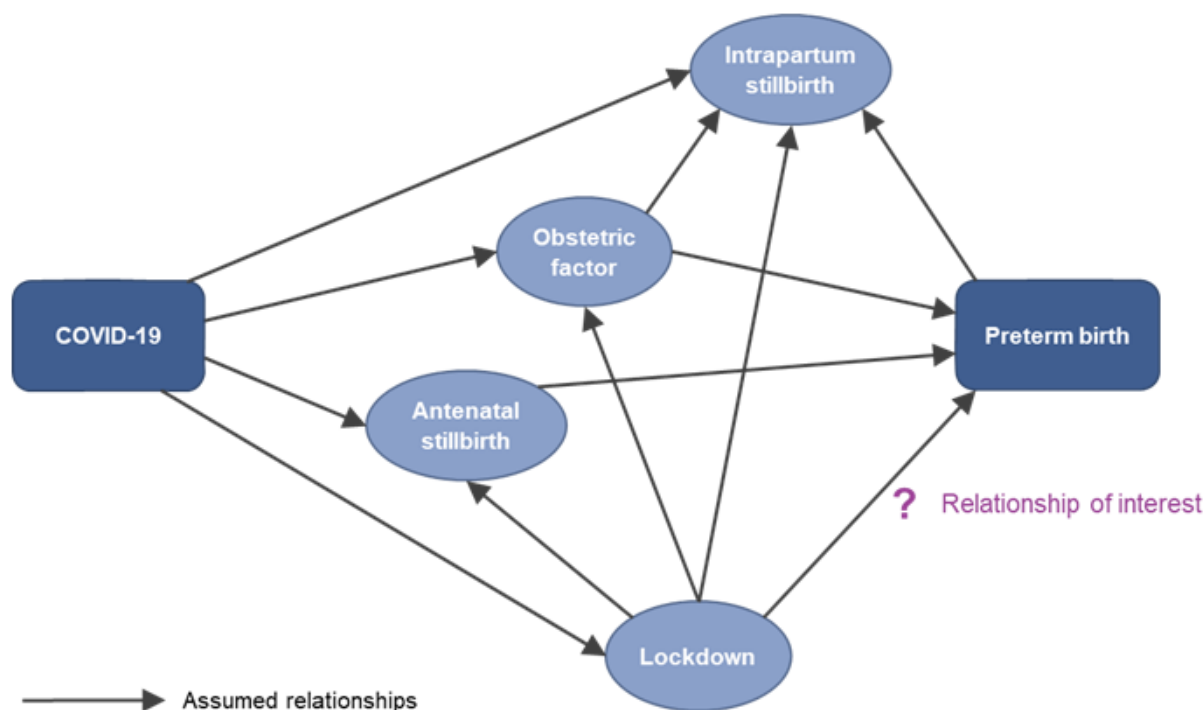 Intrapartum
stillbirth
Obstetric
factor
COVID-19
Preterm birth
Antenatal
stillbirth
? Relationship of interest
Lockdown
Assumed relationships